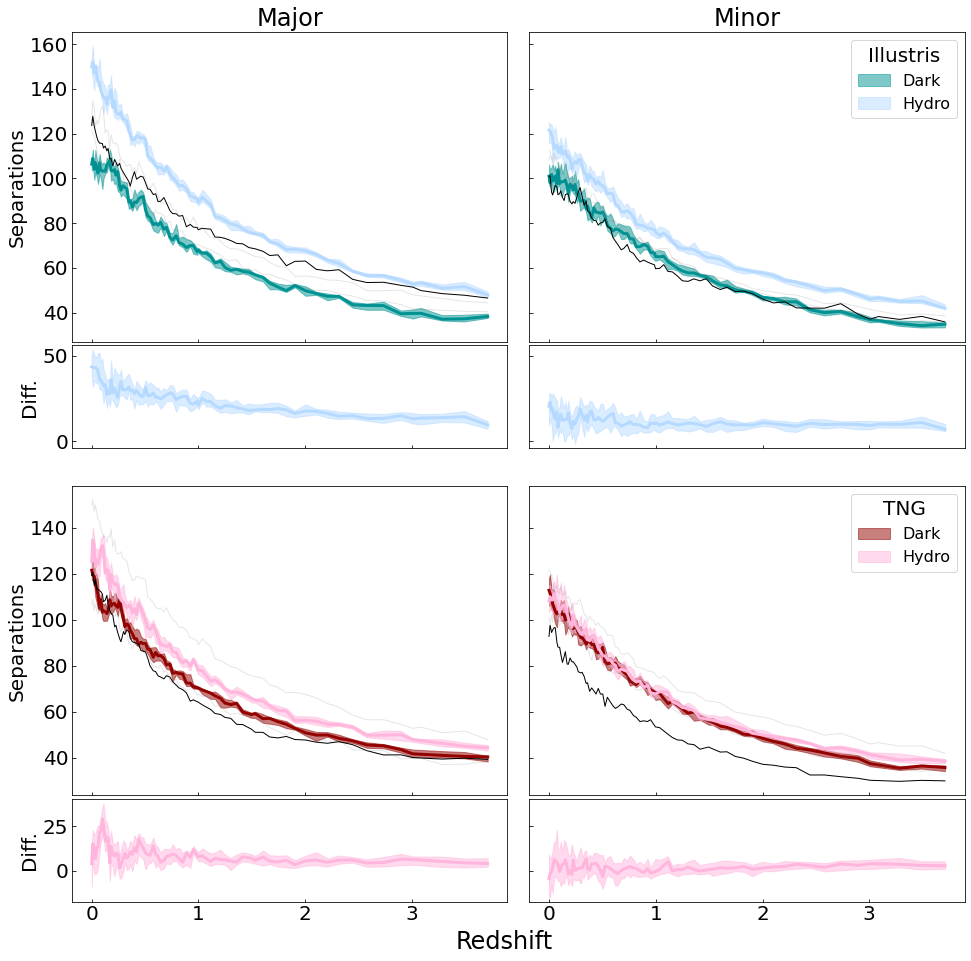 Major
Minor
160
140
120
100
80
60
40
Separations
Illustris
Dark
Hydro
50
0
Diff.
140
120
100
80
60
40
Separations
TNG
Dark
Hydro
25
0
Diff.
0 1 2 3
0 1 2 3
Redshift